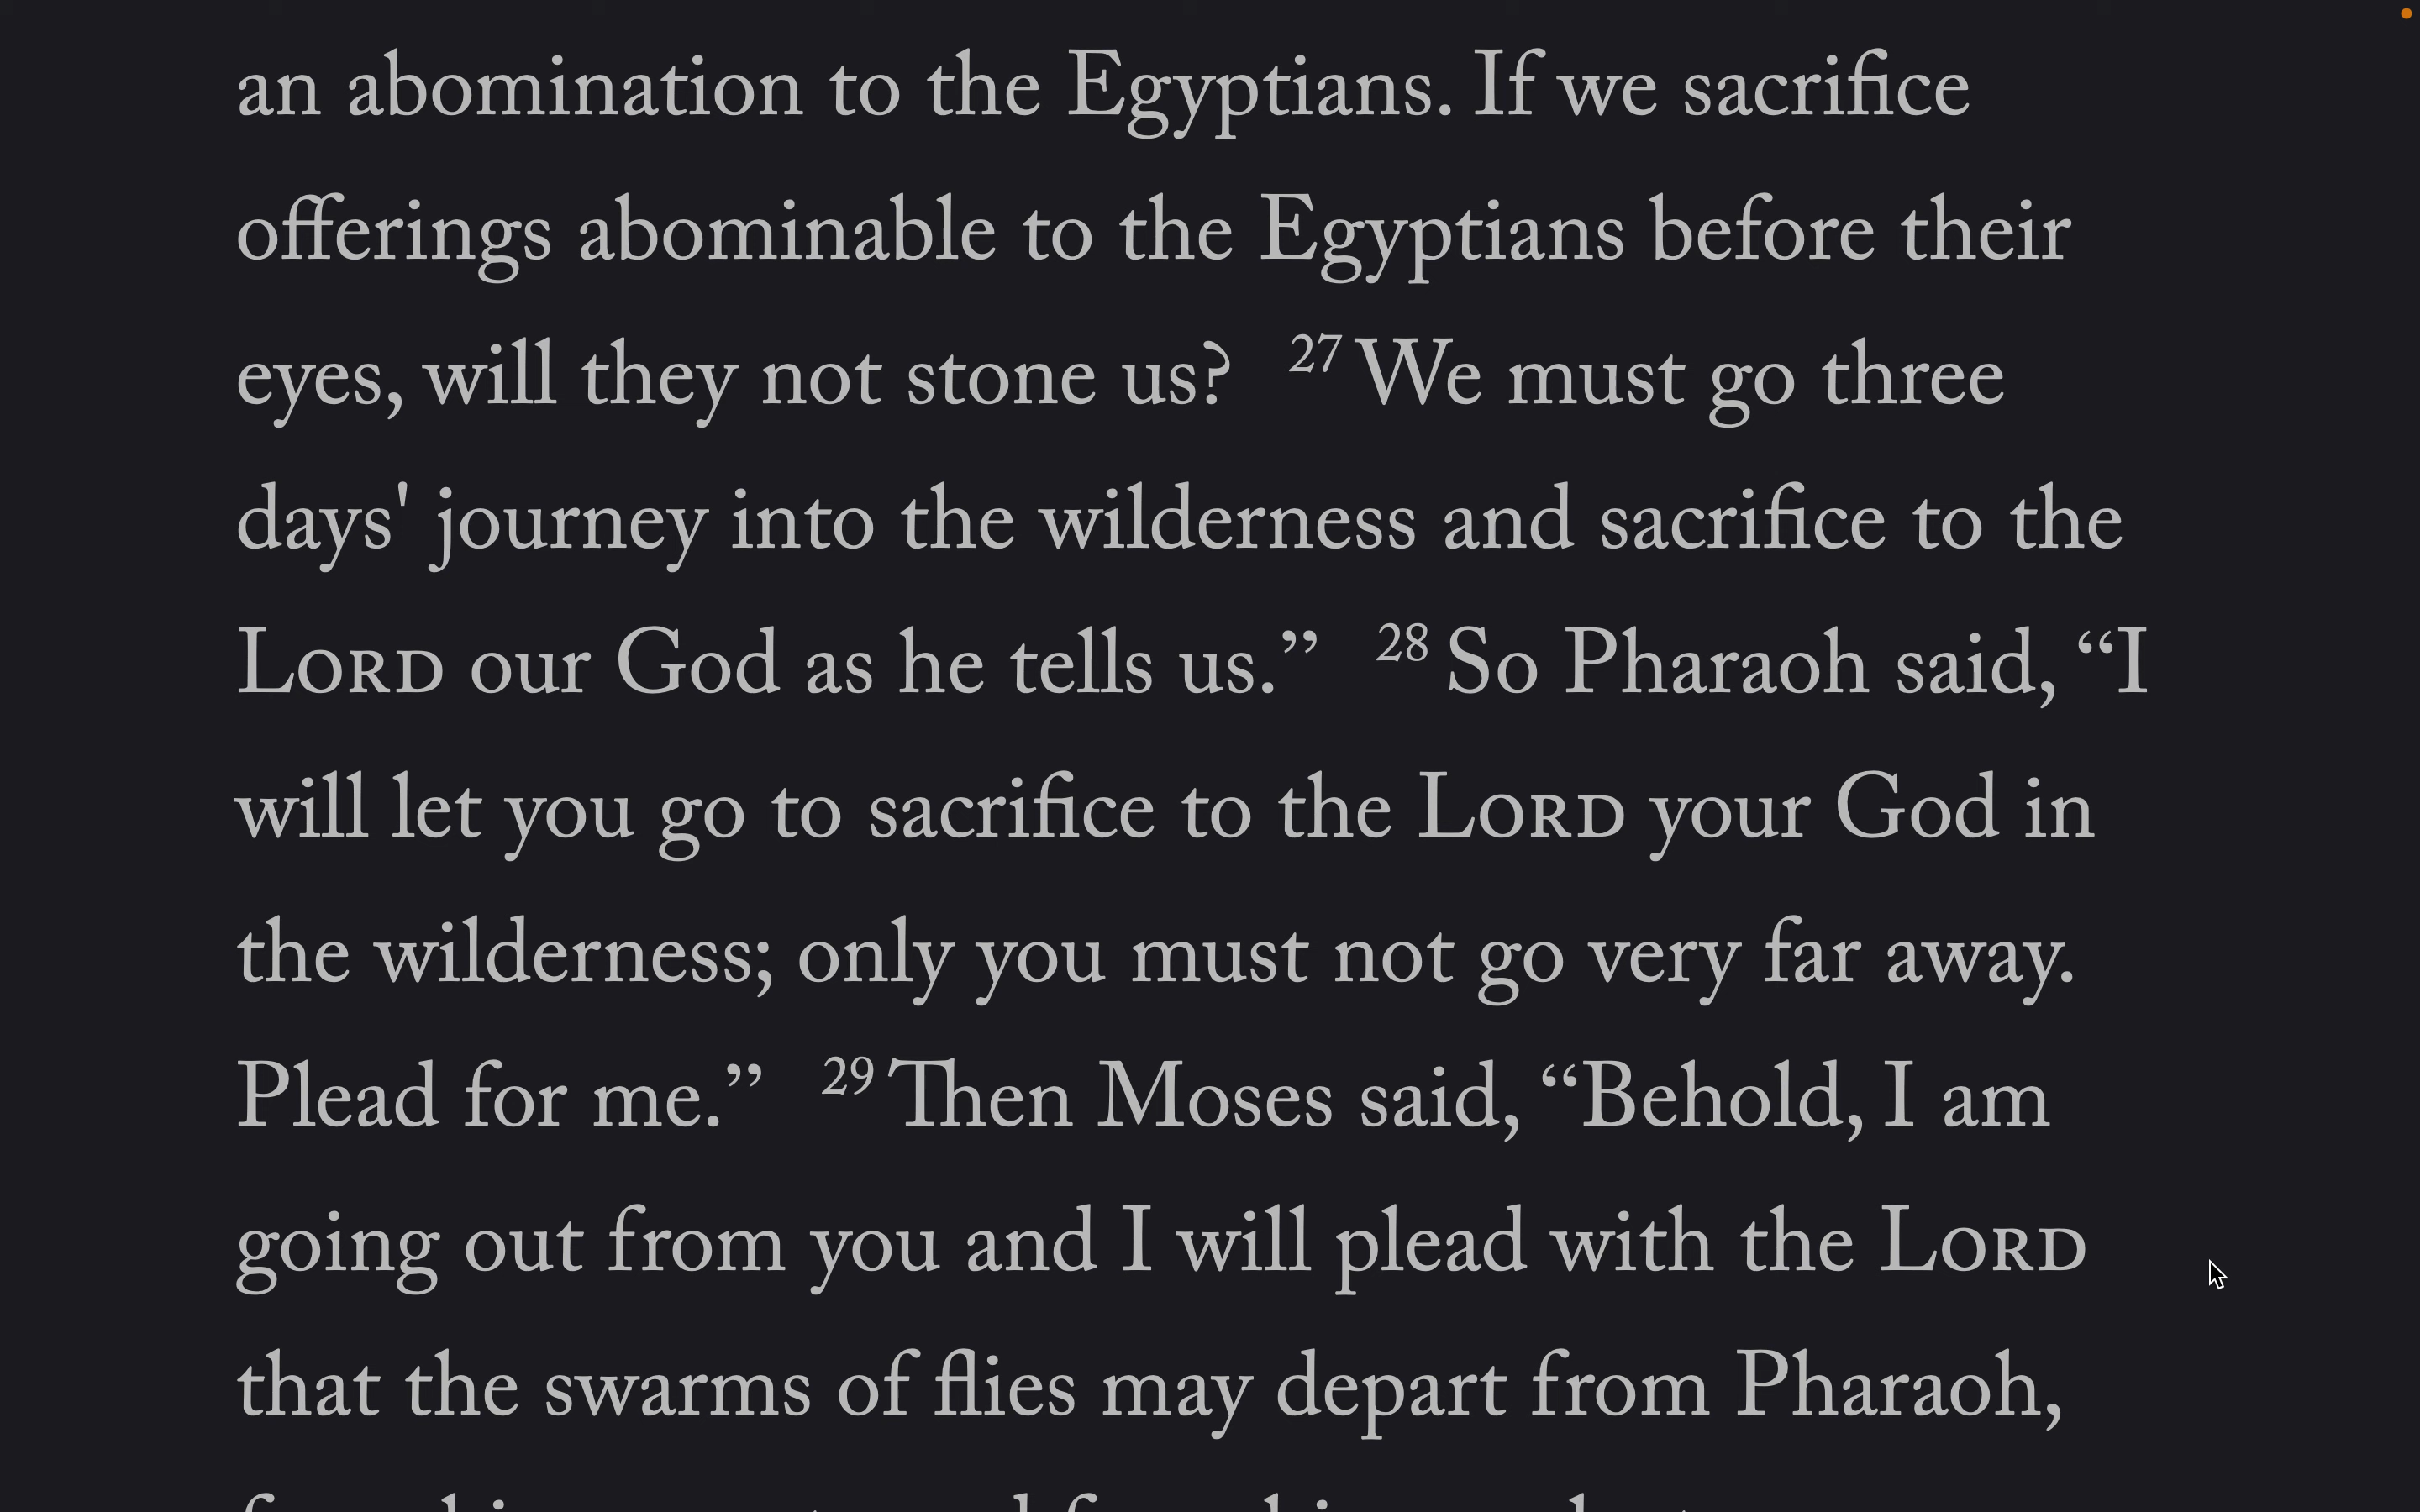 an abomination to the Egyptians. If we sacrifice
offerings abominable to the Egyptians before their
eyes, will they not stone us? 27 We must go three
days' journey into the wilderness and sacrifice to the
LORD our God as he tells us.” 28 So Pharaoh said, “I
will let you go to sacrifice to the LORD your God in
the wilderness; only you must not go very far away.
Plead for me.” 29 Then Moses said, “Behold, I am
going out from you and I will plead with the LORD
that the swarms of flies may depart from Pharaoh,